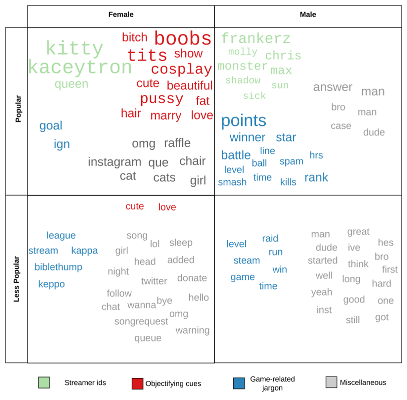 Female
Male
Popular
bitch boobs
kitty tits show
kaceytron cosplay
queen cute beautiful
pussy fat
hair marry love
goal
ign
omg raffle
instagram que chair
cat cats girl
frankerz
molly chris
monster max
shadow sun
sick
answer man
bro man
case dude
points
winner star
battle line
ball spam hrs
level
smash time kills rank
Less Popular
cute love
league song lol sleep
stream kappa girl
head added
biblethump night
keppo twitter donate
follow hello
chat wanna bye
songrequest omg
warning
queue
man great
level raid dude ive hes
run started think bro
steam first
win well long hard
game
time yeah good one
inst
still got
Streamer ids
Objectifying cues
Game-related
jargon
Miscellaneous